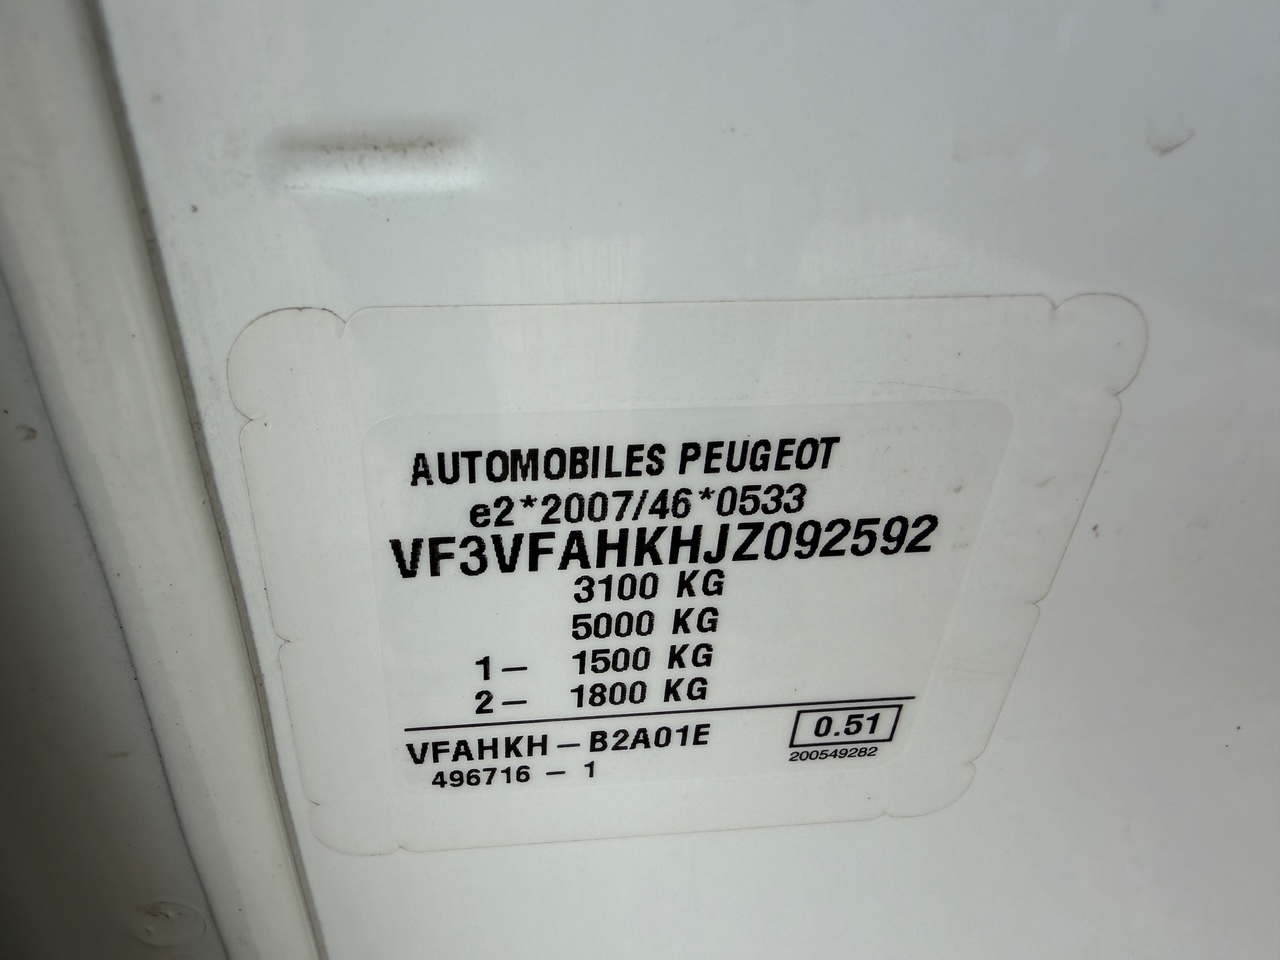 AUTOMOBILES PEUGEOT
e2*2007/46*0533
VF3VFAHKHJZ092592
3100 KG
5000 KG
1– 1500 KG
2– 1800 KG
VFAHKH–B2A01E
0.51
200549282
496716 – 1